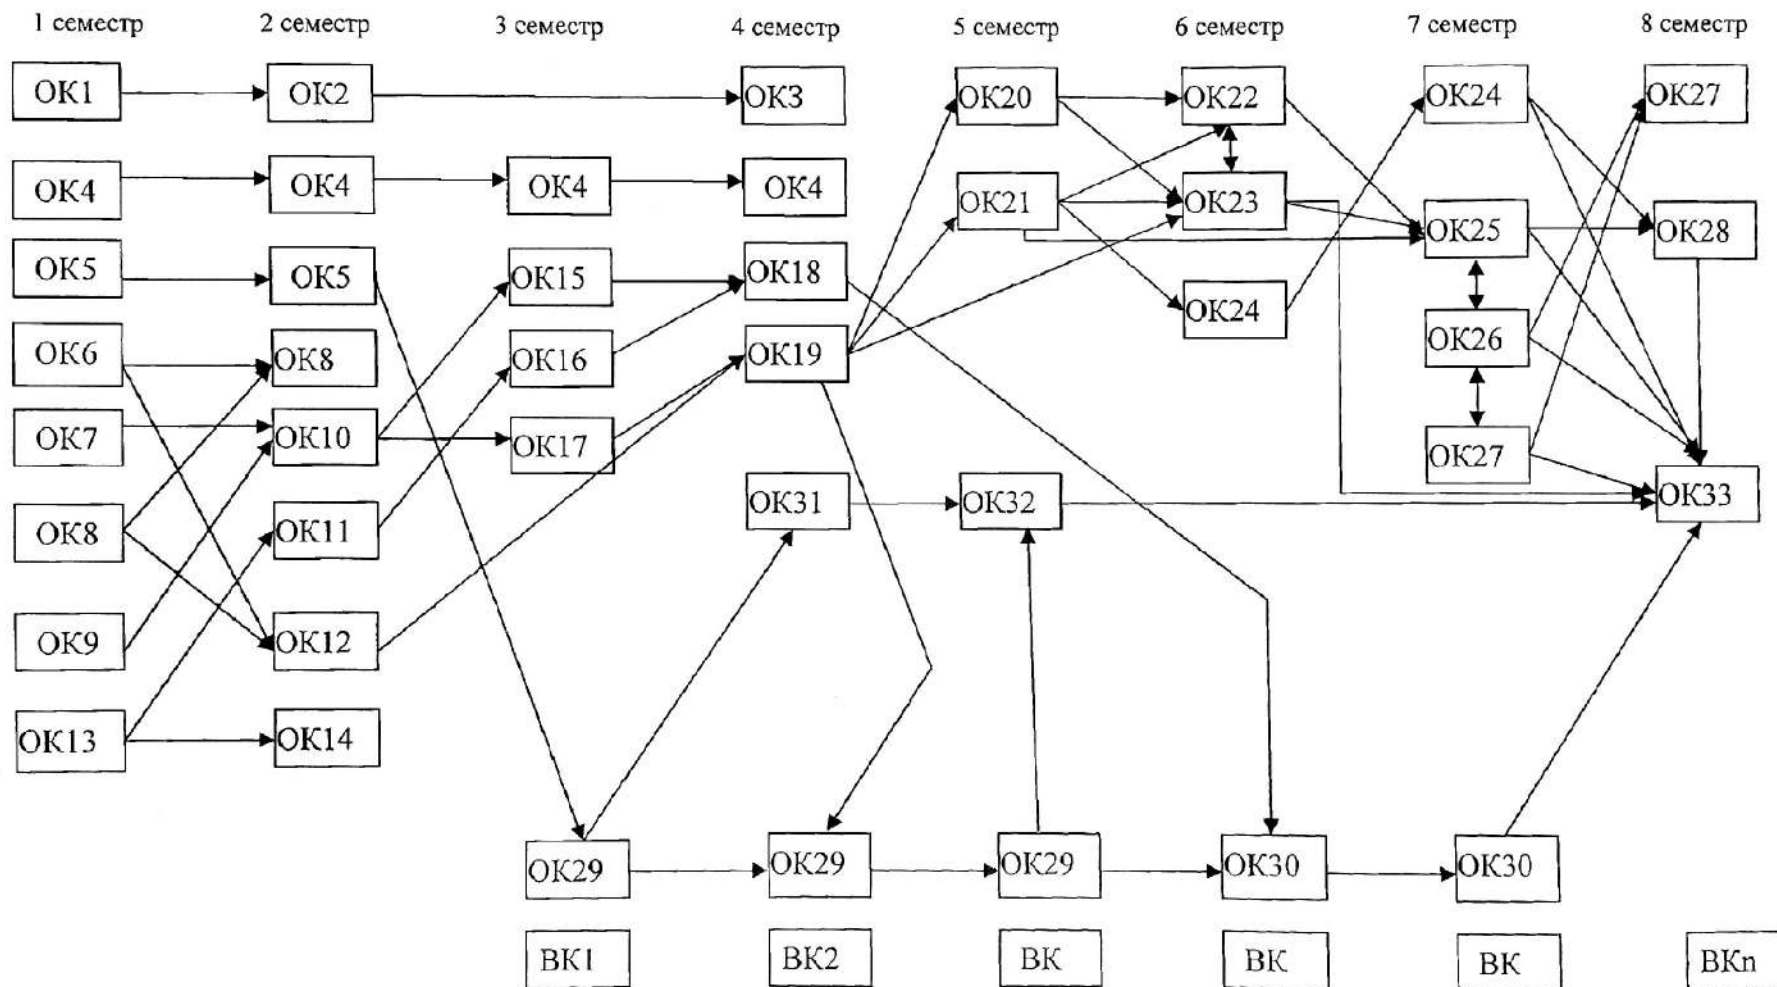 1 семестр 2 семестр 3 семестр 4 семестр 5 семестр 6 семестр 7 семестр 8 семестр
ОК1 ОК2 ОК3 ОК20 ОК22 ОК24 ОК27
ОК4 ОК4 ОК4 ОК4 ОК21 ОК23
ОК5 ОК5 ОК15 ОК18 ОК25 ОК28
ОК6 ОК8 ОК16 ОК19 ОК24 ОК26
ОК7 ОК10 ОК17 ОК27
ОК8 ОК11 ОК31 ОК32 ОК33
ОК9 ОК12
ОК13 ОК14
ОК29 ОК29 ОК29 ОК30 ОК30
ВК1 ВК2 ВК ВК ВК ВКn